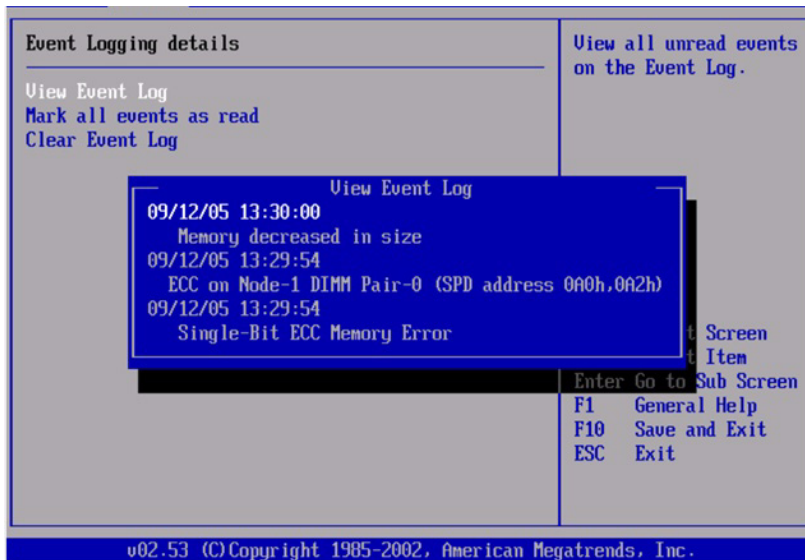 Event Logging details
View Event Log
Mark all events as read
Clear Event Log
View all unread events
on the Event Log.
View Event Log
09/12/05 13:30:00
Memory decreased in size
09/12/05 13:29:54
ECC on Node-1 DIMM Pair-0 (SPD address 0A0h,0A2h)
09/12/05 13:29:54
Single-Bit ECC Memory Error
t Screen
t Item
Enter Go to Sub Screen
F1 General Help
F10 Save and Exit
ESC Exit
v02.53 (C)Copyright 1985-2002, American Megatrends, Inc.